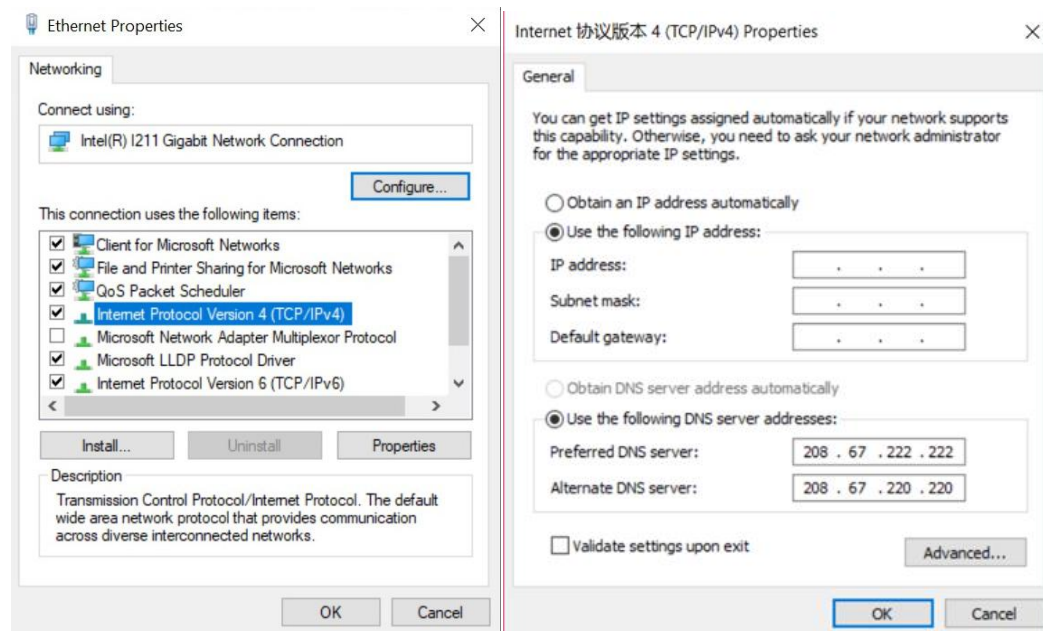 Ethernet Properties
Networking
Connect using:
Intel(R) I211 Gigabit Network Connection
Configure...
This connection uses the following items:
Client for Microsoft Networks
File and Printer Sharing for Microsoft Networks
QoS Packet Scheduler
Internet Protocol Version 4 (TCP/IPv4)
Microsoft Network Adapter Multiplexor Protocol
Microsoft LLDP Protocol Driver
Internet Protocol Version 6 (TCP/IPv6)
Install...
Uninstall
Properties
Description
Transmission Control Protocol/Internet Protocol. The default
wide area network protocol that provides communication
across diverse interconnected networks.
OK
Cancel
Internet 协议版本 4 (TCP/IPv4) Properties
General
You can get IP settings assigned automatically if your network supports
this capability. Otherwise, you need to ask your network administrator
for the appropriate IP settings.
Obtain an IP address automatically
Use the following IP address:
IP address:
Subnet mask:
Default gateway:
Obtain DNS server address automatically
Use the following DNS server addresses:
Preferred DNS server: 208 . 67 . 222 . 222
Alternate DNS server: 208 . 67 . 220 . 220
Validate settings upon exit
Advanced...
OK
Cancel